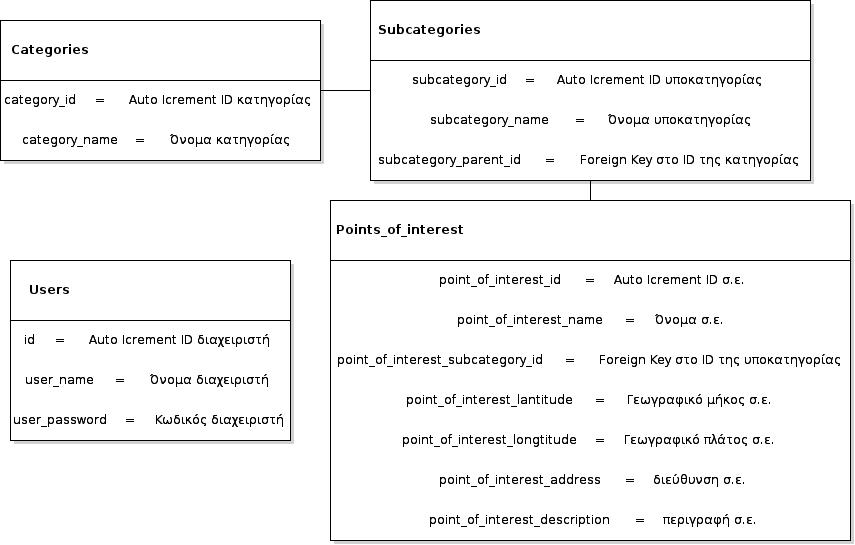 Categories
category_id = Auto Icrement ID κατηγορίας
category_name = Όνομα κατηγορίας
Subcategories
subcategory_id = Auto Icrement ID υποκατηγορίας
subcategory_name = Όνομα υποκατηγορίας
subcategory_parent_id = Foreign Key στο ID της κατηγορίας
Users
id = Auto Icrement ID διαχειριστή
user_name = Όνομα διαχειριστή
user_password = Κωδικός διαχειριστή
Points_of_interest
point_of_interest_id = Auto Icrement ID σ.ε.
point_of_interest_name = Όνομα σ.ε.
point_of_interest_subcategory_id = Foreign Key στο ID της υποκατηγορίας
point_of_interest_lantitude = Γεωγραφικό μήκος σ.ε.
point_of_interest_longtitude = Γεωγραφικό πλάτος σ.ε.
point_of_interest_address = διεύθυνση σ.ε.
point_of_interest_description = περιγραφή σ.ε.